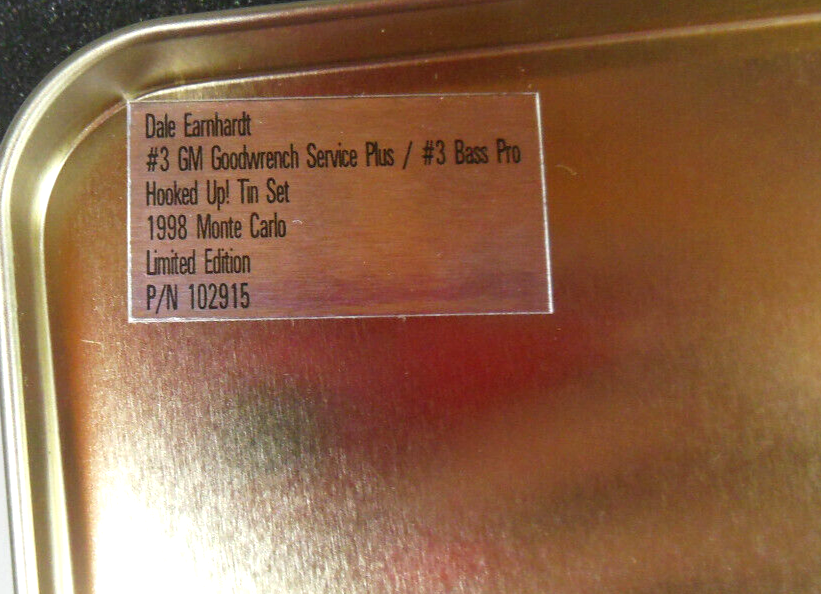 Dale Earnhardt
#3 GM Goodwrench Service Plus / #3 Bass Pro
Hooked Up! Tin Set
1998 Monte Carlo
Limited Edition
P/N 102915